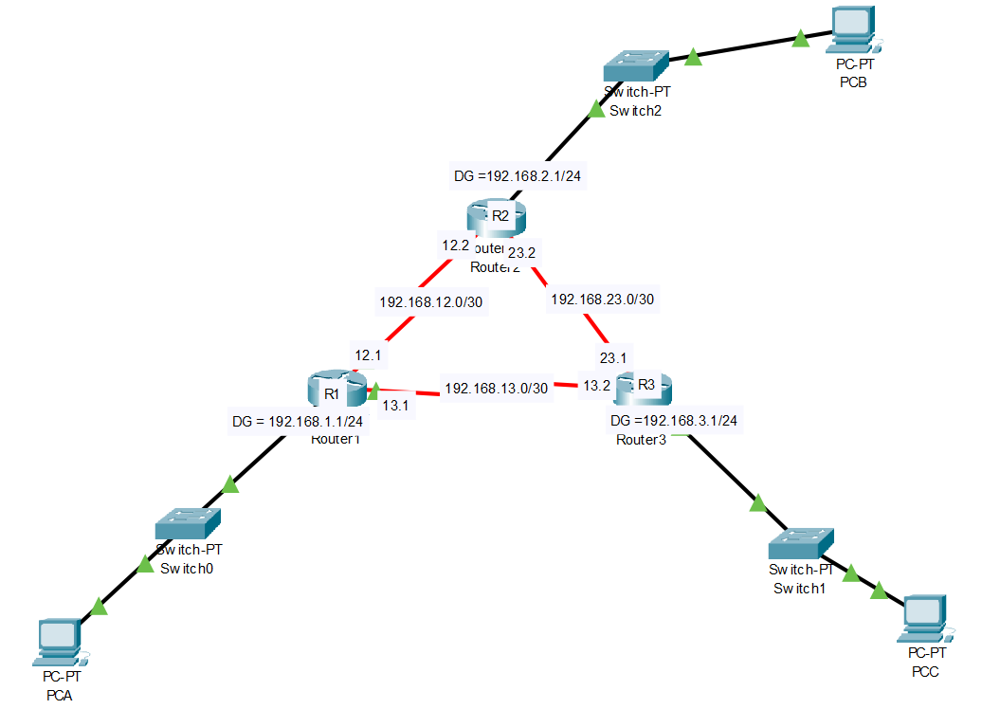 PC-PT
PCB
Switch-PT
Switch2
DG =192.168.2.1/24
R2
12.2
23.2
Router2
192.168.12.0/30
192.168.23.0/30
12.1
23.1
R1
192.168.13.0/30
13.2
R3
13.1
DG = 192.168.1.1/24
DG =192.168.3.1/24
Router1
Router3
Switch-PT
Switch0
Switch-PT
Switch1
PC-PT
PCA
PC-PT
PCC